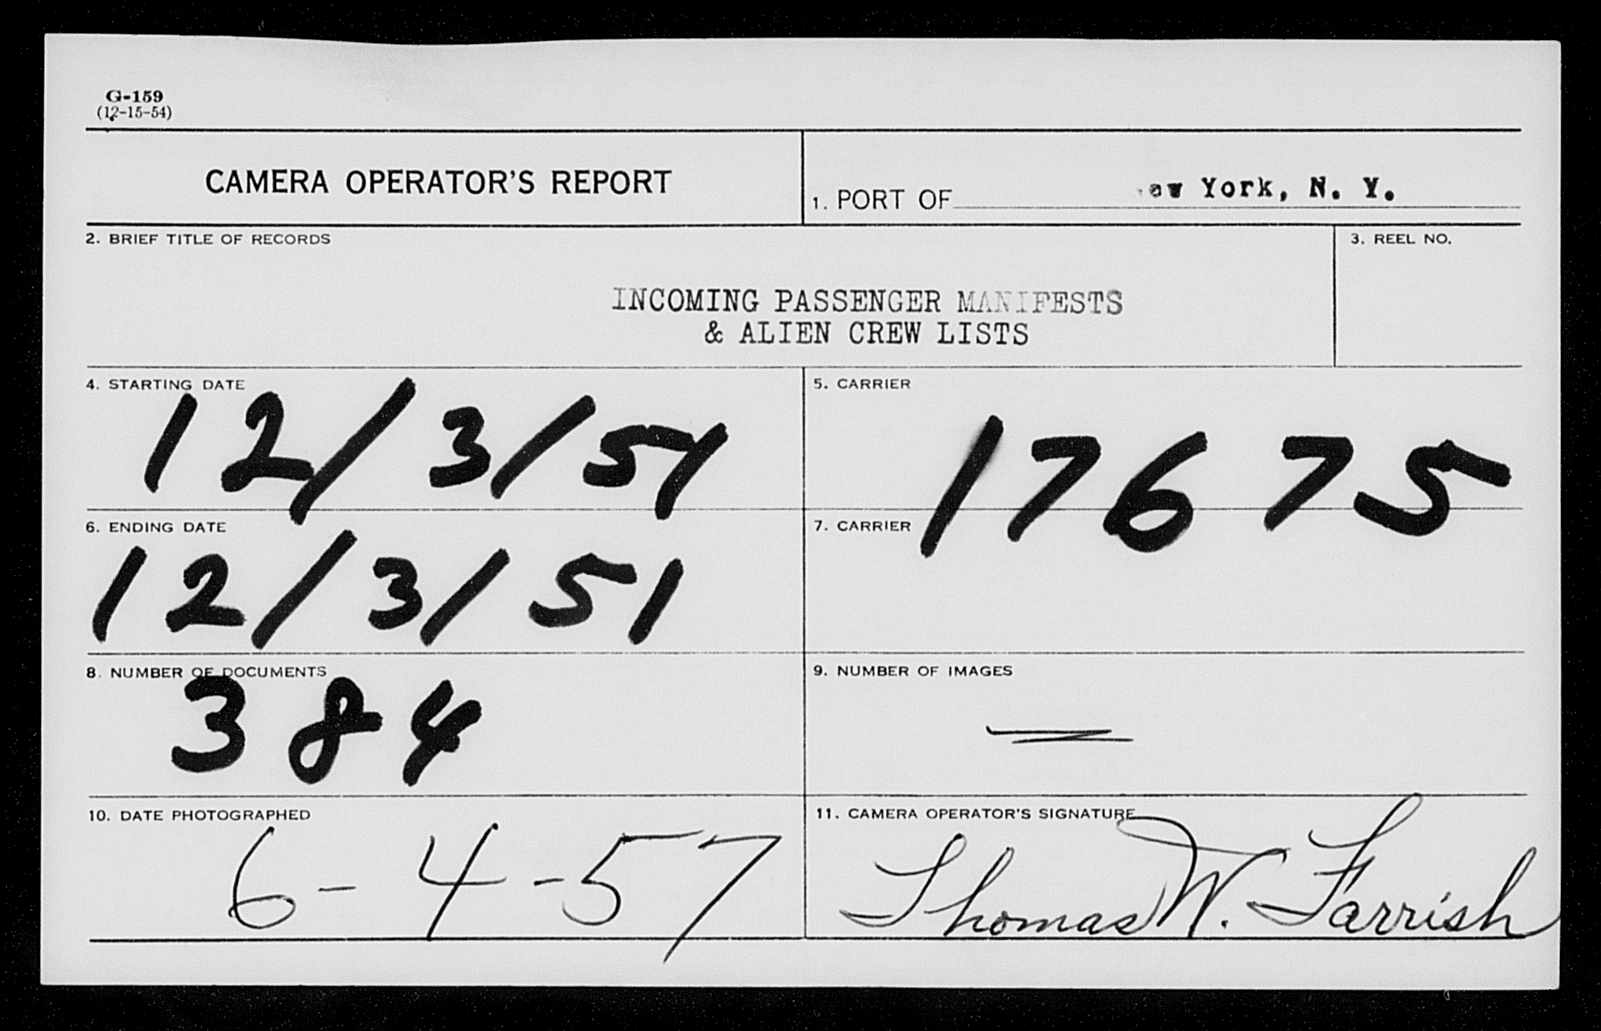 G-159
(12-15-54)
CAMERA OPERATOR'S REPORT
1. PORT OF New York, N. Y.
2. BRIEF TITLE OF RECORDS
3. REEL NO.
INCOMING PASSENGER MANIFESTS
& ALIEN CREW LISTS
4. STARTING DATE
12/3/51
5. CARRIER
17675
6. ENDING DATE
12/3/51
7. CARRIER
8. NUMBER OF DOCUMENTS
384
9. NUMBER OF IMAGES
—
10. DATE PHOTOGRAPHED
6-4-57
11. CAMERA OPERATOR'S SIGNATURE
Thomas W. Farrish